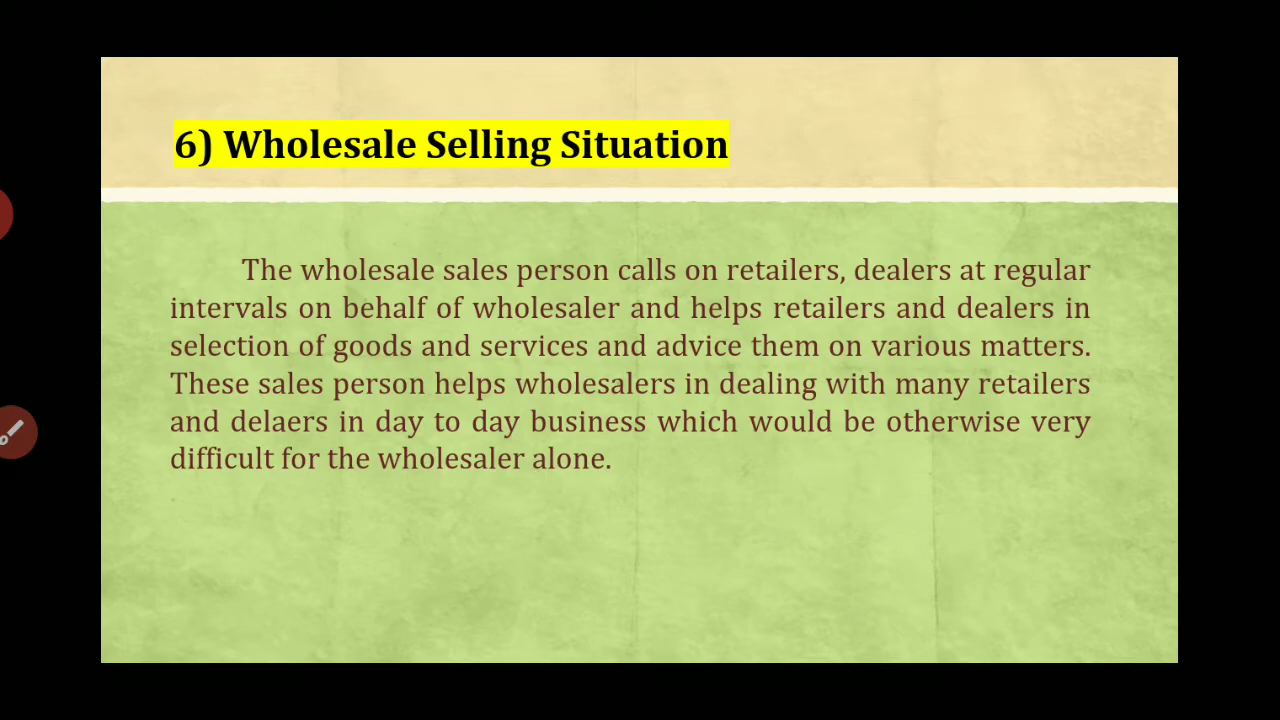 6) Wholesale Selling Situation
The wholesale sales person calls on retailers, dealers at regular
intervals on behalf of wholesaler and helps retailers and dealers in
selection of goods and services and advice them on various matters.
These sales person helps wholesalers in dealing with many retailers
and delaers in day to day business which would be otherwise very
difficult for the wholesaler alone.